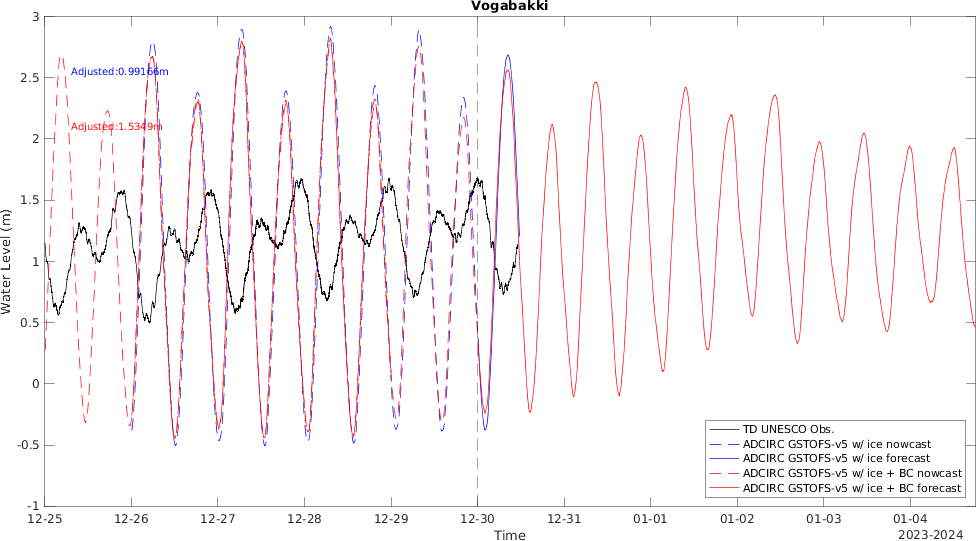 Vogabakki
3
2.5
2
1.5
1
0.5
0
-0.5
-1
Water Level (m)
Adjusted:0.99166m
Adjusted:1.5349m
TD UNESCO Obs.
ADCIRC GSTOFS-v5 w/ ice nowcast
ADCIRC GSTOFS-v5 w/ ice forecast
ADCIRC GSTOFS-v5 w/ ice + BC nowcast
ADCIRC GSTOFS-v5 w/ ice + BC forecast
12-25 12-26 12-27 12-28 12-29 12-30 12-31 01-01 01-02 01-03 01-04
Time
2023-2024